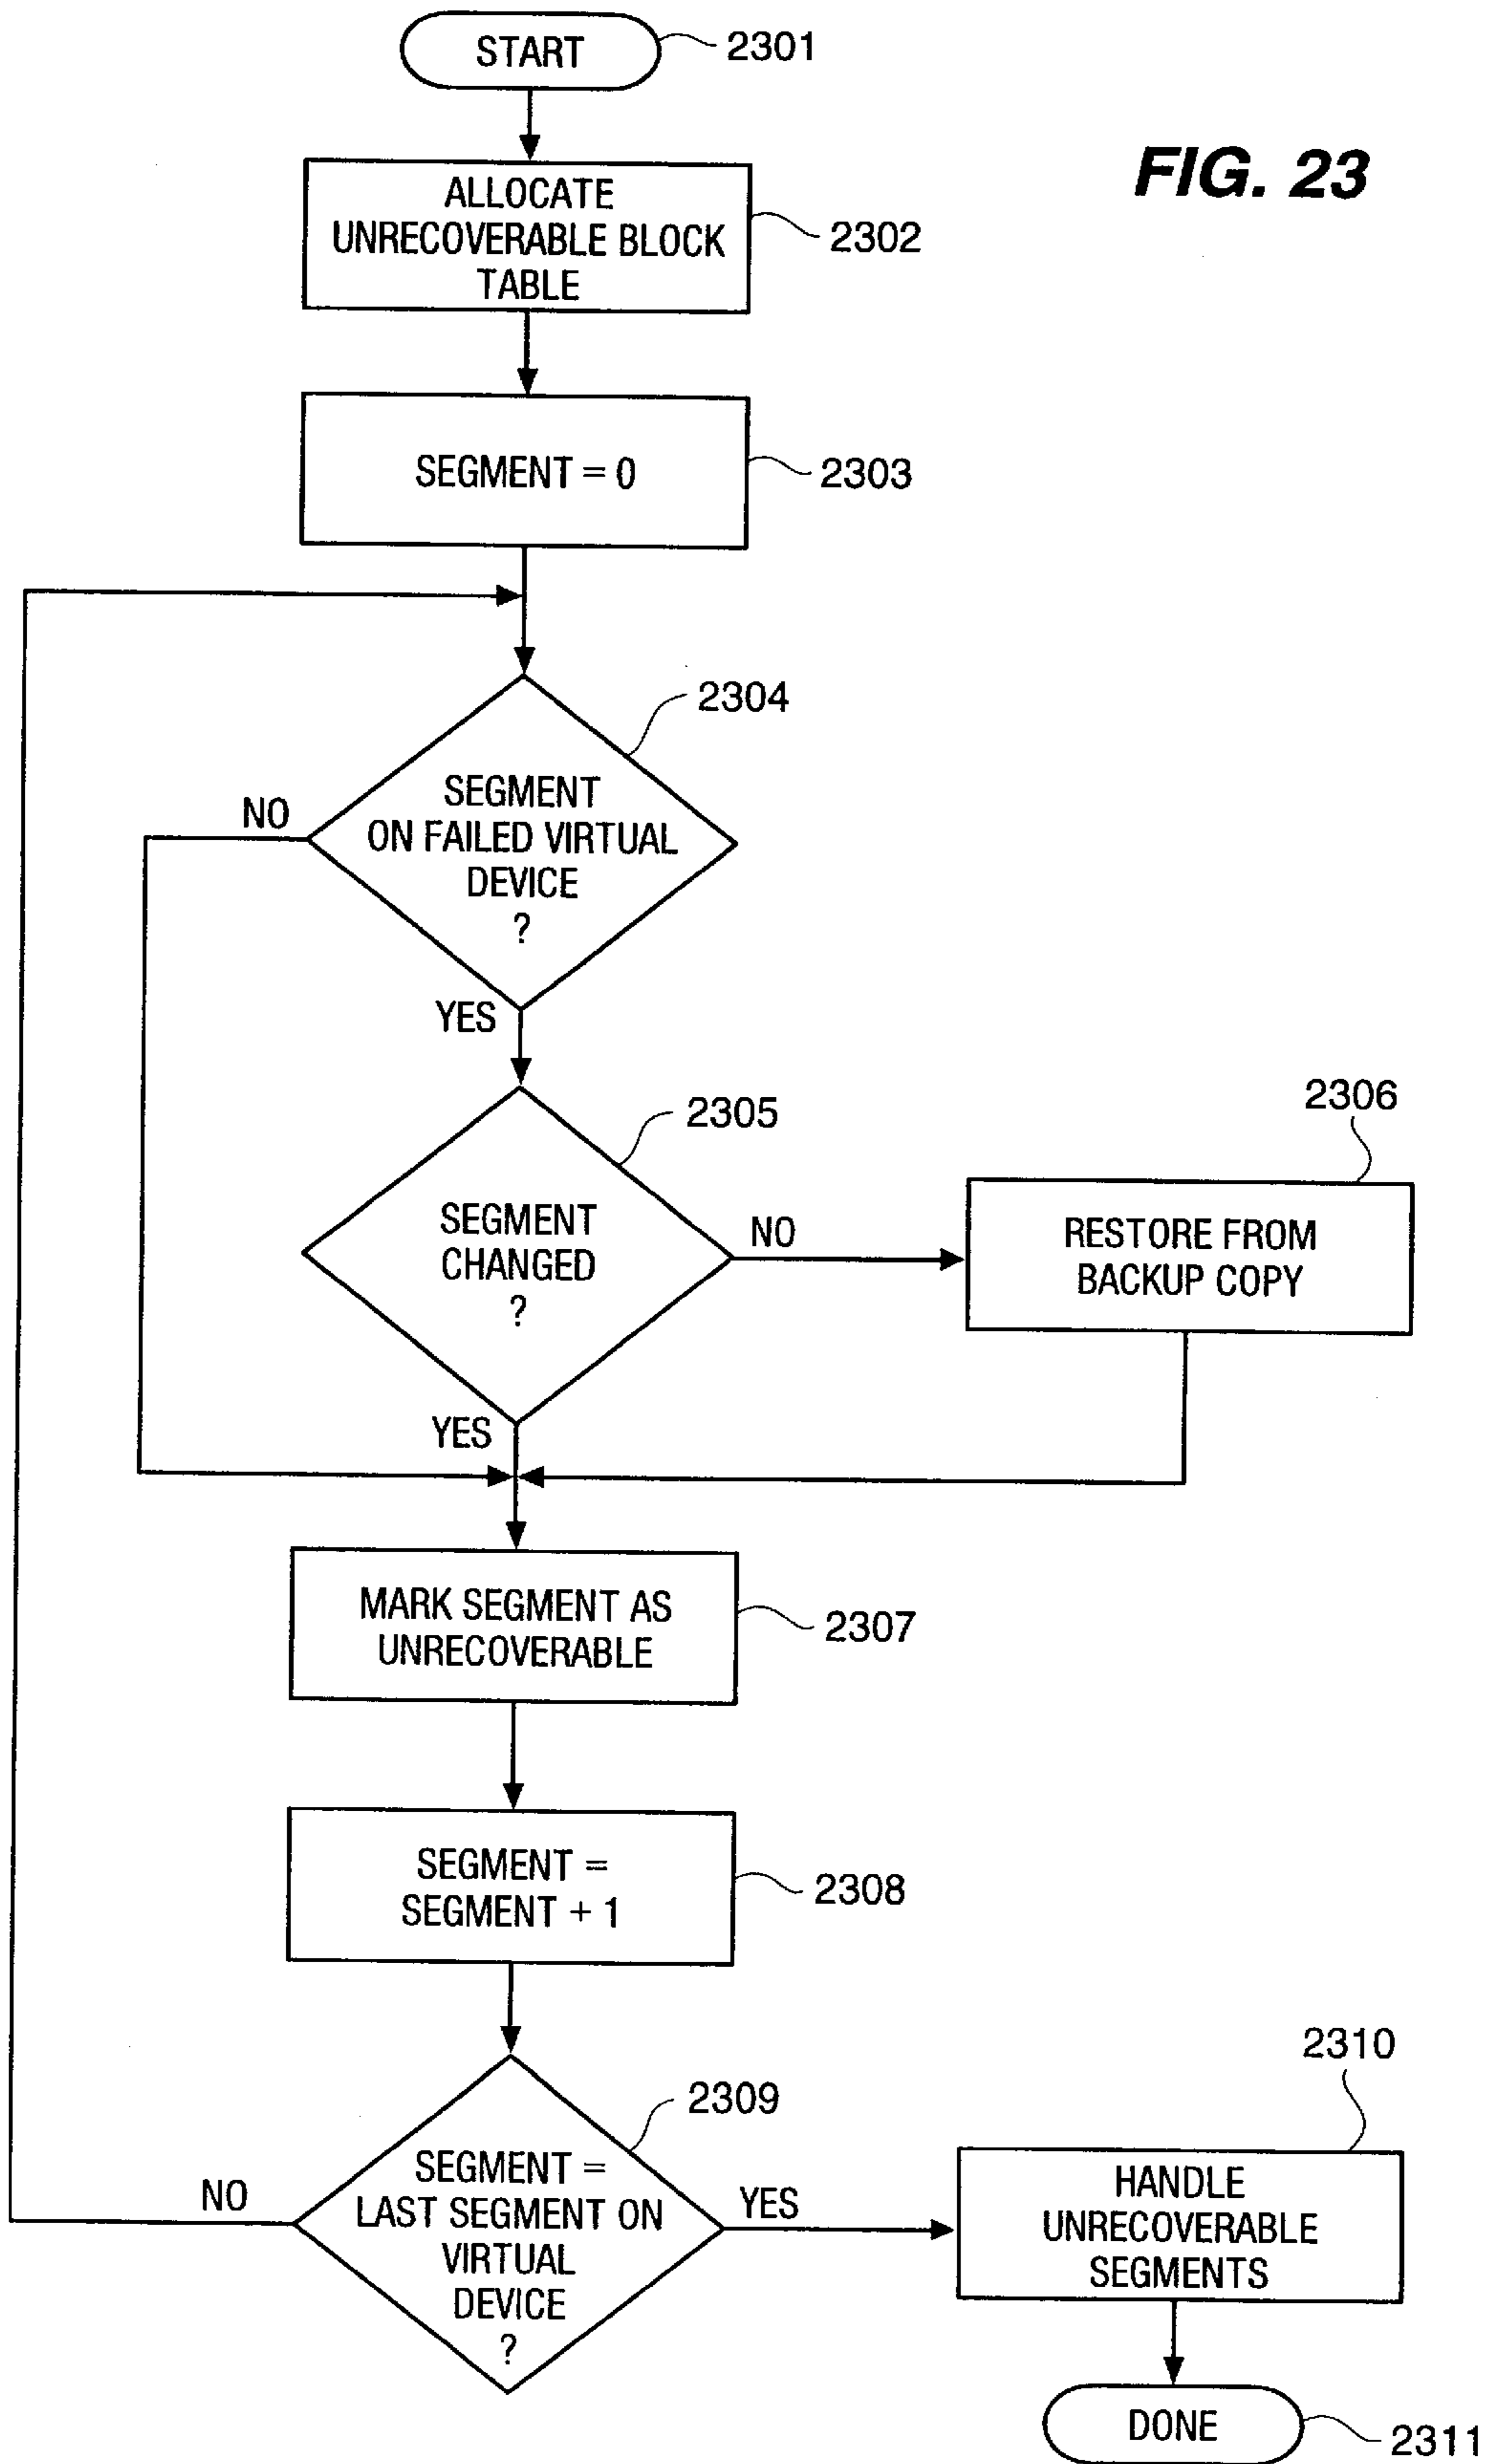 START
2301
FIG. 23
ALLOCATE
UNRECOVERABLE BLOCK
TABLE
2302
SEGMENT = 0
2303
2304
SEGMENT
ON FAILED VIRTUAL
DEVICE
?
NO
YES
2305
SEGMENT
CHANGED
?
NO
2306
RESTORE FROM
BACKUP COPY
YES
MARK SEGMENT AS
UNRECOVERABLE
2307
SEGMENT =
SEGMENT + 1
2308
2309
SEGMENT =
LAST SEGMENT ON
VIRTUAL
DEVICE
?
NO
YES
2310
HANDLE
UNRECOVERABLE
SEGMENTS
DONE
2311